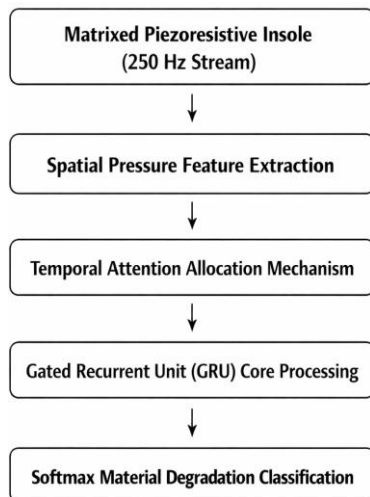 Matrixed Piezoresistive Insole
(250 Hz Stream)
Spatial Pressure Feature Extraction
Temporal Attention Allocation Mechanism
Gated Recurrent Unit (GRU) Core Processing
Softmax Material Degradation Classification